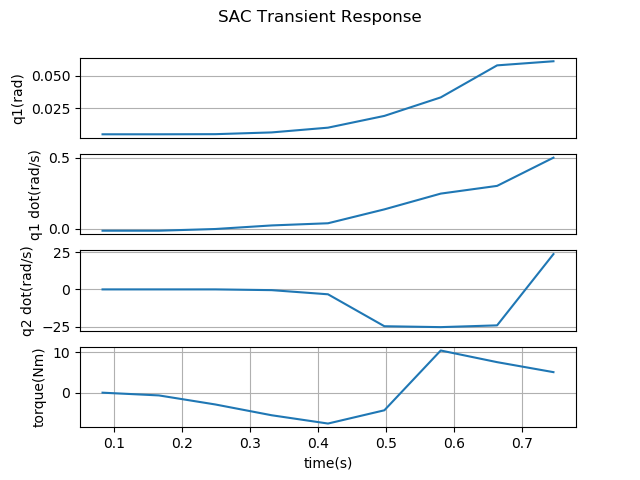 SAC Transient Response
0.050
0.025
q1(rad)
0.5
0.0
q1 dot(rad/s)
25
0
−25
q2 dot(rad/s)
10
0
torque(Nm)
0.1 0.2 0.3 0.4 0.5 0.6 0.7
time(s)